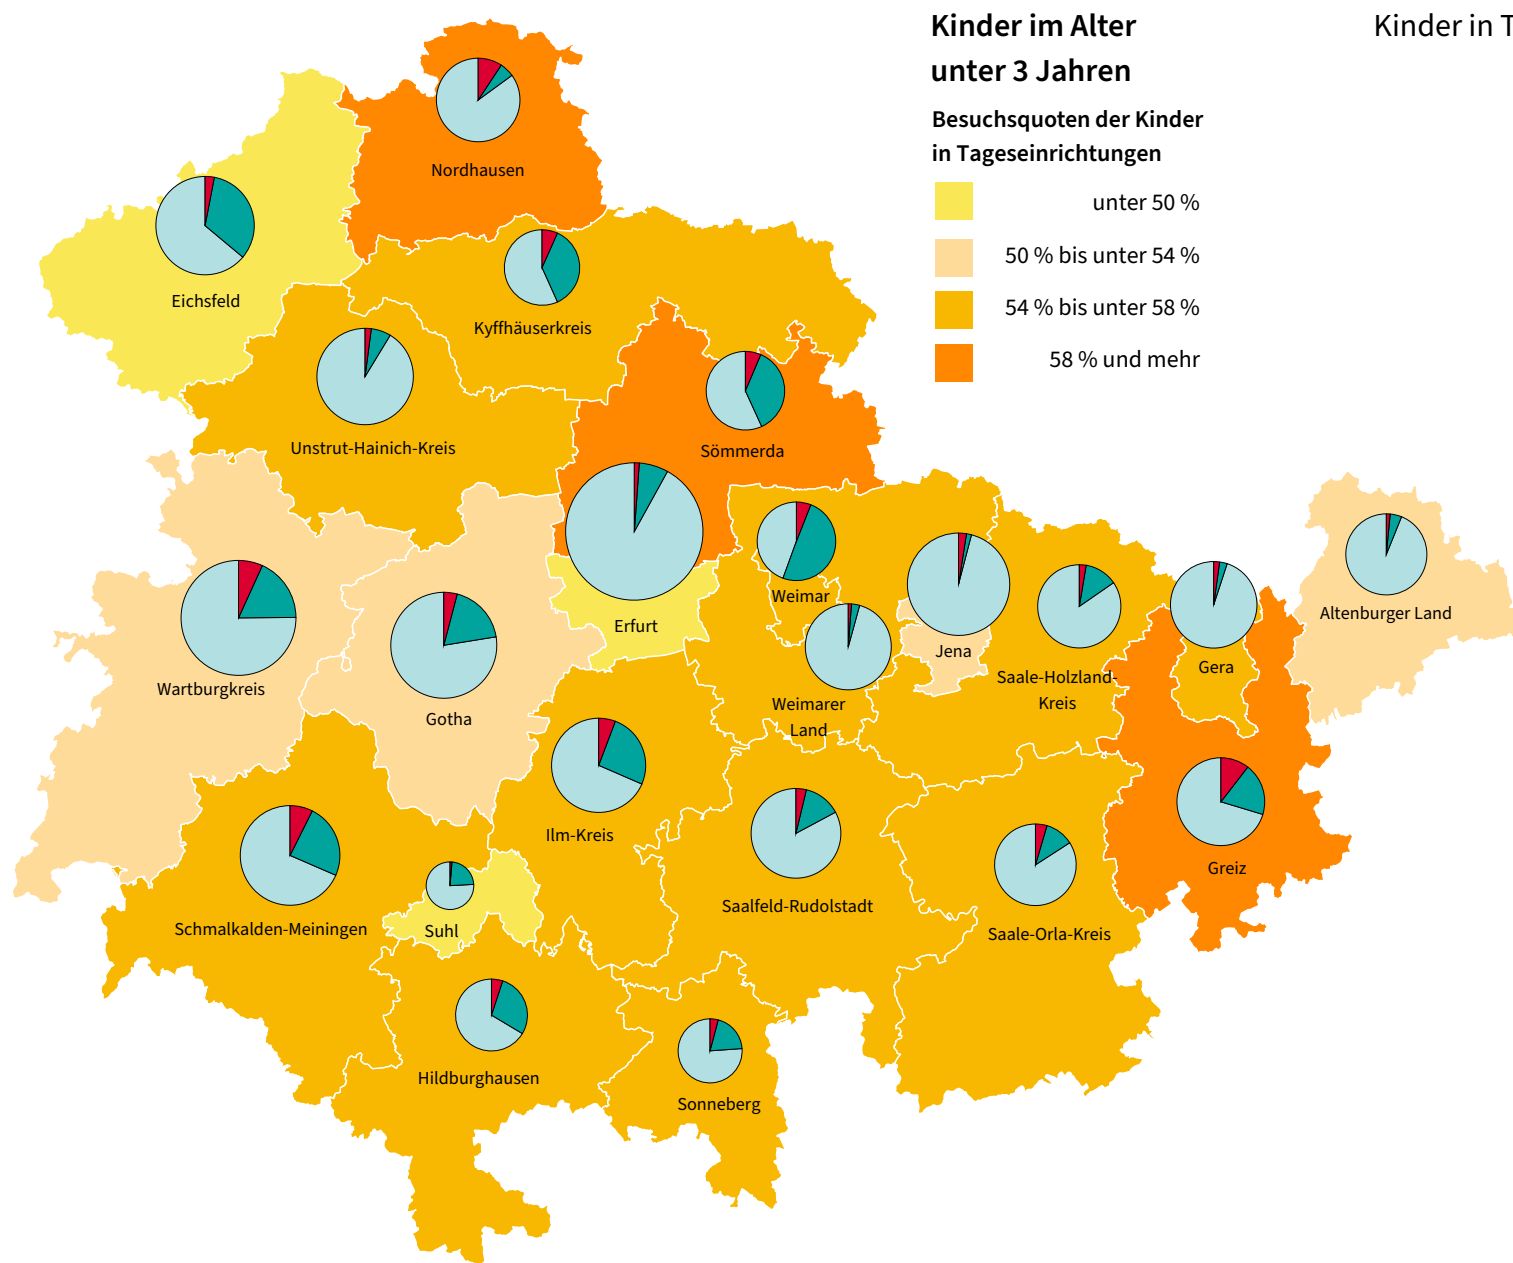 Kinder im Alter
unter 3 Jahren
Kinder in T
Besuchsquoten der Kinder
in Tageseinrichtungen
unter 50 %
50 % bis unter 54 %
54 % bis unter 58 %
58 % und mehr
Nordhausen
Eichsfeld
Kyffhäuserkreis
Unstrut-Hainich-Kreis
Sömmerda
Weimar
Erfurt
Altenburger Land
Jena
Gera
Saale-Holzland-
Kreis
Wartburgkreis
Gotha
Weimarer
Land
Ilm-Kreis
Greiz
Saalfeld-Rudolstadt
Schmalkalden-Meiningen
Suhl
Saale-Orla-Kreis
Hildburghausen
Sonneberg